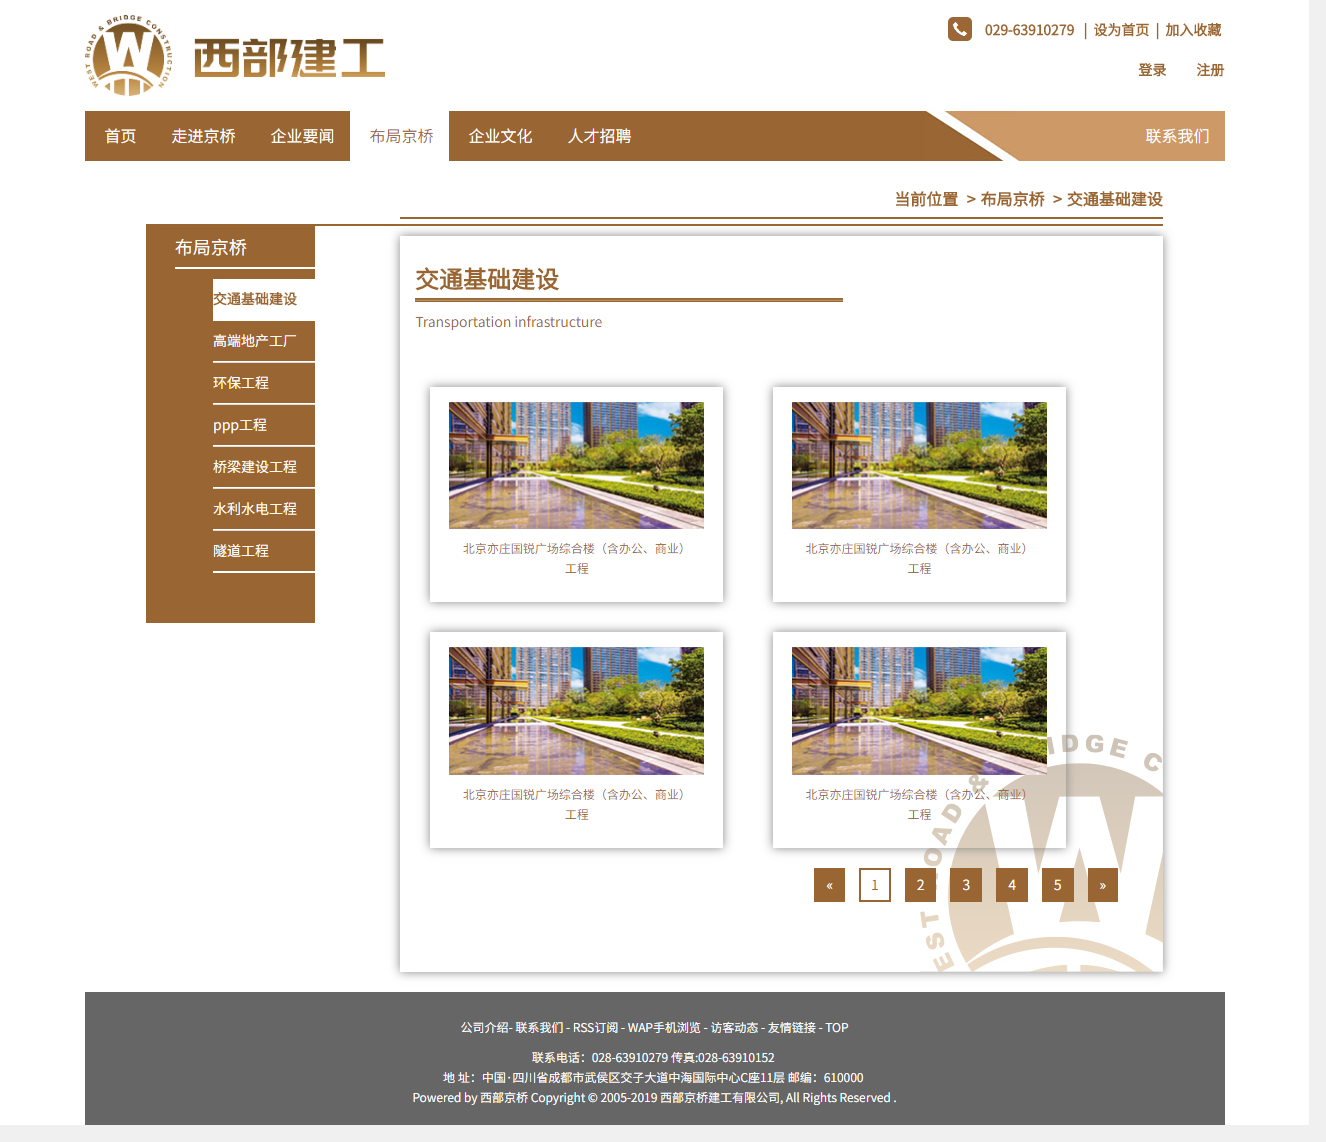 WEST ROAD & BRIDGE CONSTRUCTION
西部建工
029-63910279 | 设为首页 | 加入收藏
登录 注册
首页 走进京桥 企业要闻 布局京桥 企业文化 人才招聘 联系我们
当前位置 > 布局京桥 > 交通基础建设
布局京桥
交通基础建设
高端地产工厂
环保工程
ppp工程
桥梁建设工程
水利水电工程
隧道工程
交通基础建设
Transportation infrastructure
北京亦庄国锐广场综合楼（含办公、商业）
工程
北京亦庄国锐广场综合楼（含办公、商业）
工程
北京亦庄国锐广场综合楼（含办公、商业）
工程
北京亦庄国锐广场综合楼（含办公、商业）
工程
« 1 2 3 4 5 »
公司介绍- 联系我们 - RSS订阅 - WAP手机浏览 - 访客动态 - 友情链接 - TOP
联系电话：028-63910279 传真:028-63910152
地 址：中国·四川省成都市武侯区交子大道中海国际中心C座11层 邮编：610000
Powered by 西部京桥 Copyright © 2005-2019 西部京桥建工有限公司, All Rights Reserved .